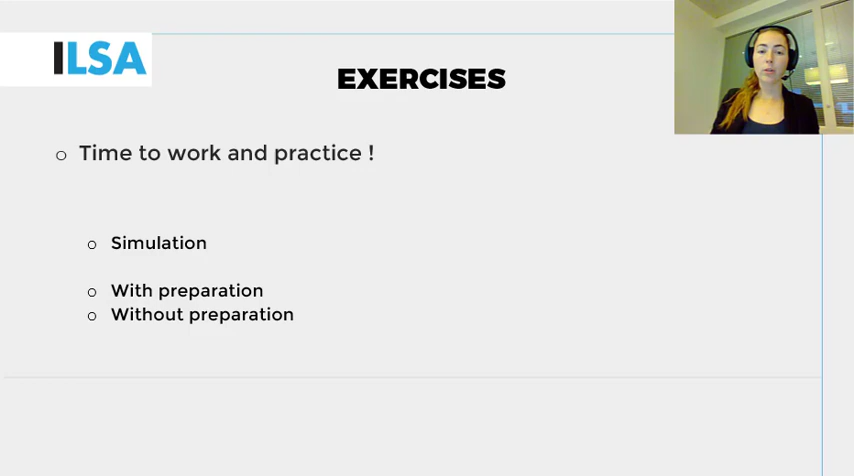 ILSA
EXERCISES
Time to work and practice !
Simulation
With preparation
Without preparation